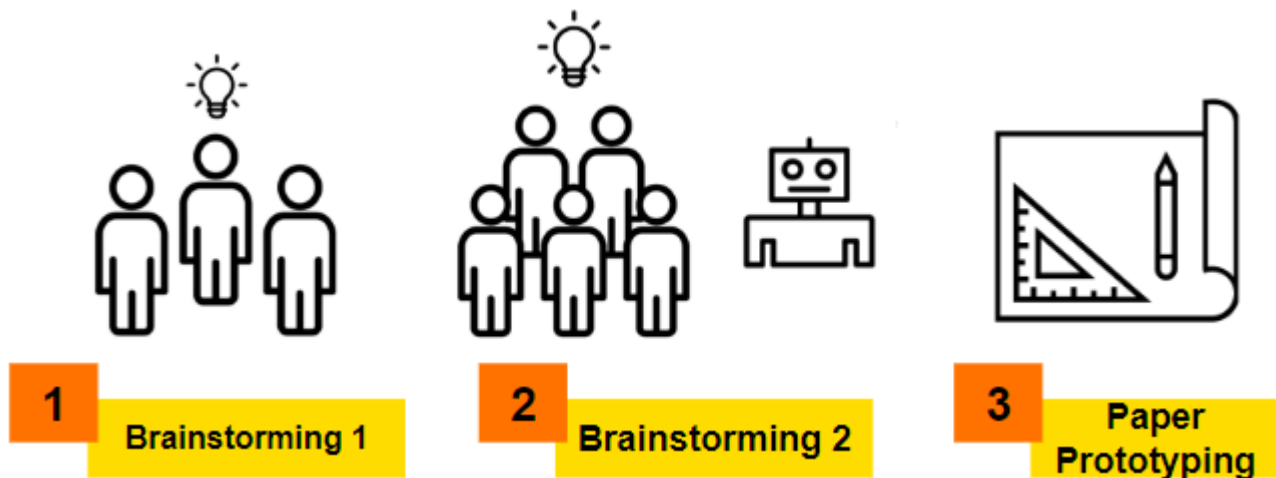 1
Brainstorming 1
2
Brainstorming 2
3
Paper
Prototyping